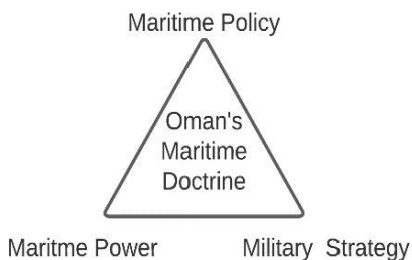 Maritime Policy
Oman's
Maritime
Doctrine
Maritme Power
Military Strategy